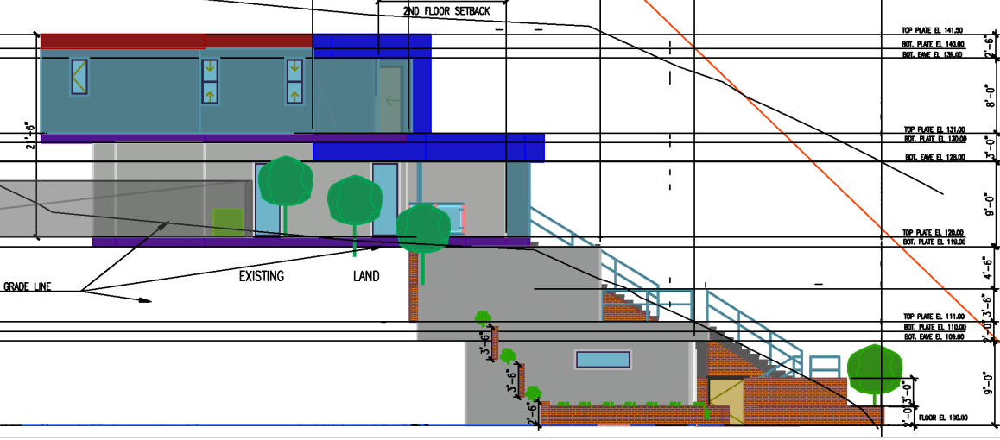 2ND FLOOR SETBACK
TOP PLATE EL 141.50
BOT. PLATE EL 140.00
BOT. EAVE EL 139.00
2'-6"
8'-0"
21'-6"
TOP PLATE EL 131.00
BOT. PLATE EL 130.00
3'-0"
BOT. EAVE EL 128.00
9'-0"
TOP PLATE EL 120.00
BOT. PLATE EL 119.00
4'-6"
GRADE LINE
EXISTING LAND
3'-6"
TOP PLATE EL 111.00
BOT. PLATE EL 110.00
BOT. EAVE EL 109.00
2'-0"
3'-6"
3'-6"
2'-6"
9'-0"
3'-0"
2'-0"
FLOOR EL 100.00